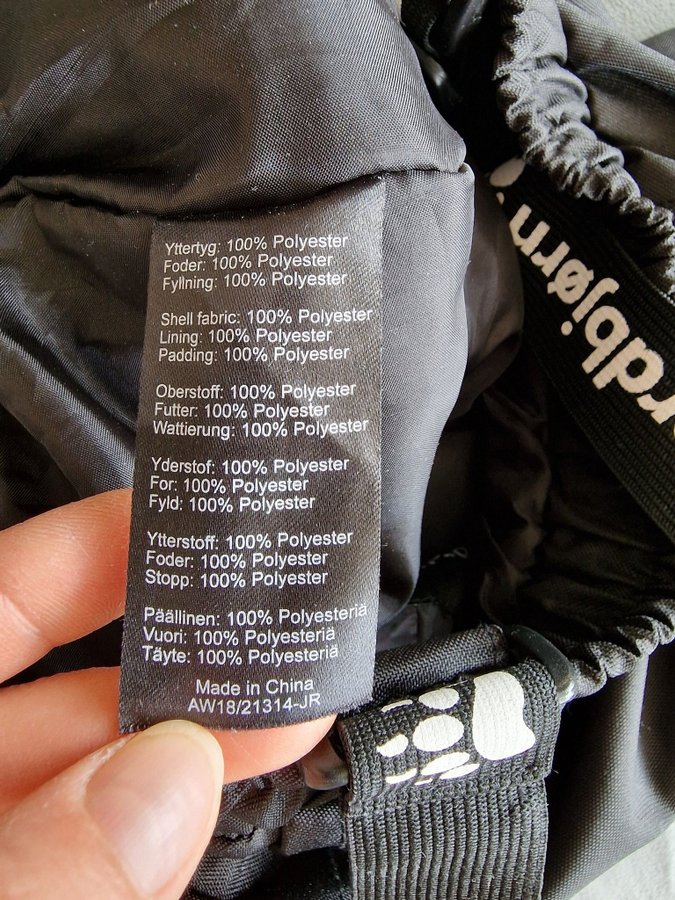 Yttertyg: 100% Polyester
Foder: 100% Polyester
Fyllning: 100% Polyester
Shell fabric: 100% Polyester
Lining: 100% Polyester
Padding: 100% Polyester
Oberstoff: 100% Polyester
Futter: 100% Polyester
Wattierung: 100% Polyester
Yderstof: 100% Polyester
For: 100% Polyester
Fyld: 100% Polyester
Ytterstoff: 100% Polyester
Foder: 100% Polyester
Stopp: 100% Polyester
Päällinen: 100% Polyesteriä
Vuori: 100% Polyesteriä
Täyte: 100% Polyesteriä
Made in China
AW18/21314-JR
rdbjørn